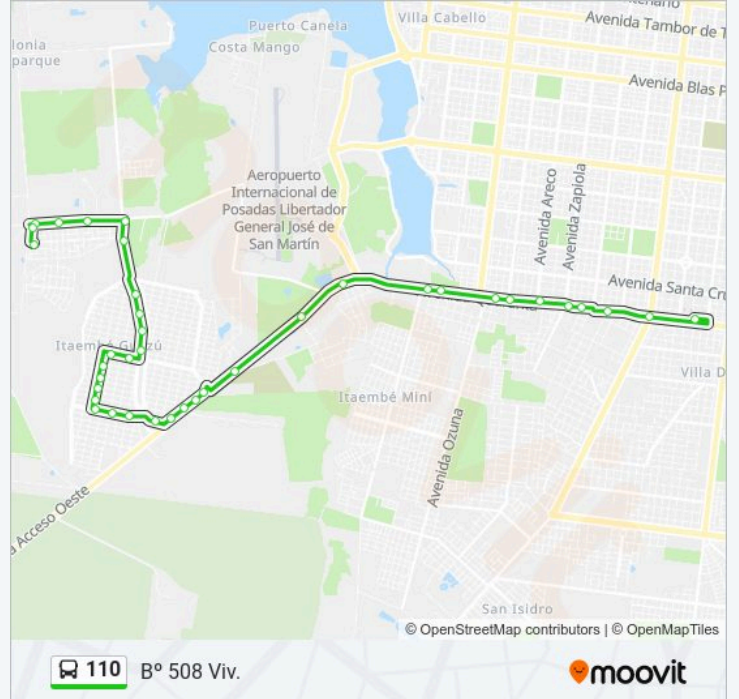 Puerto Canela
Villa Cabello
Avenida Tambor de T
lonia
parque
Costa Mango
Avenida Blas P
Aeropuerto
Internacional de
Posadas Libertador
General José de
San Martín
Avenida Areco
Avenida Zapiola
Avenida Santa Cru
Itaembé Guazú
Villa D
Itaembé Miní
Avenida Ozuna
Acceso Oeste
San Isidro
© OpenStreetMap contributors | © OpenMapTiles
110 Bº 508 Viv.
moovit